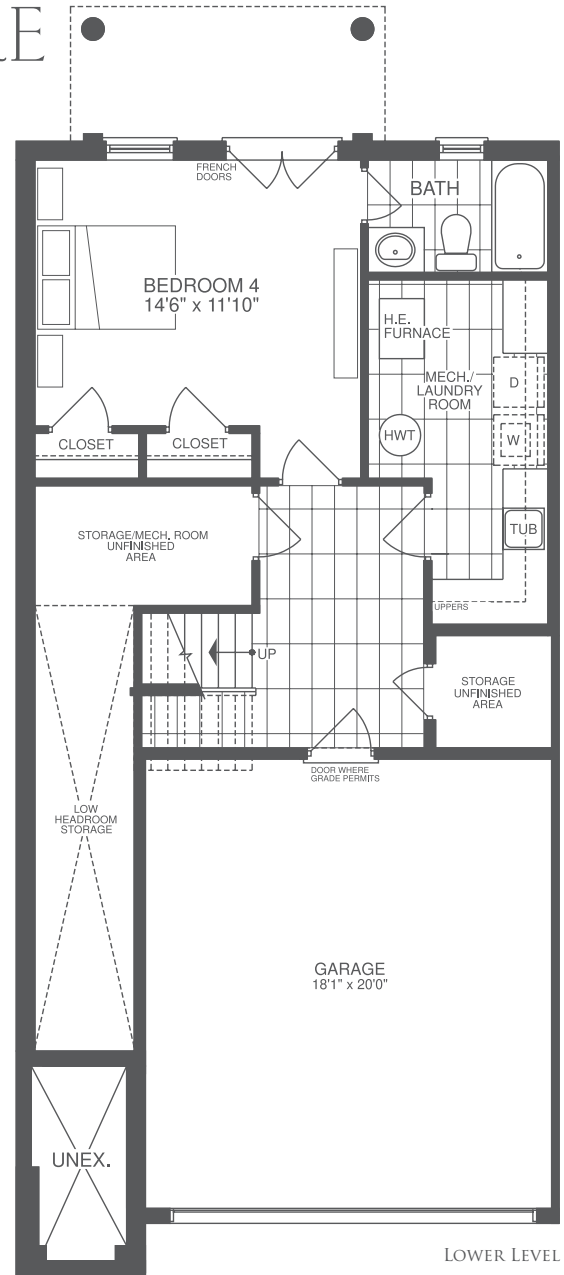 FRENCH
DOORS
BATH
BEDROOM 4
14'6" x 11'10"
H.E.
FURNACE
MECH./
LAUNDRY
ROOM
D
HWT
W
CLOSET
CLOSET
TUB
STORAGE/MECH. ROOM
UNFINISHED
AREA
UPPERS
UP
STORAGE
UNFINISHED
AREA
DOOR WHERE
GRADE PERMITS
LOW
HEADROOM
STORAGE
GARAGE
18'1" x 20'0"
UNEX.
LOWER LEVEL